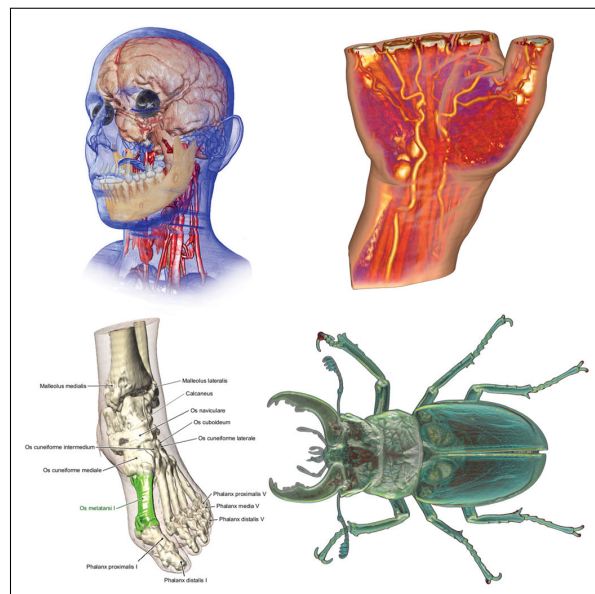 Malleolus medialis
Malleolus lateralis
Calcaneus
Os naviculare
Os cuboideum
Os cuneiforme intermedium
Os cuneiforme laterale
Os cuneiforme mediale
Os metatarsi I
Phalanx proximalis V
Phalanx media V
Phalanx distalis V
Phalanx proximalis I
Phalanx distalis I